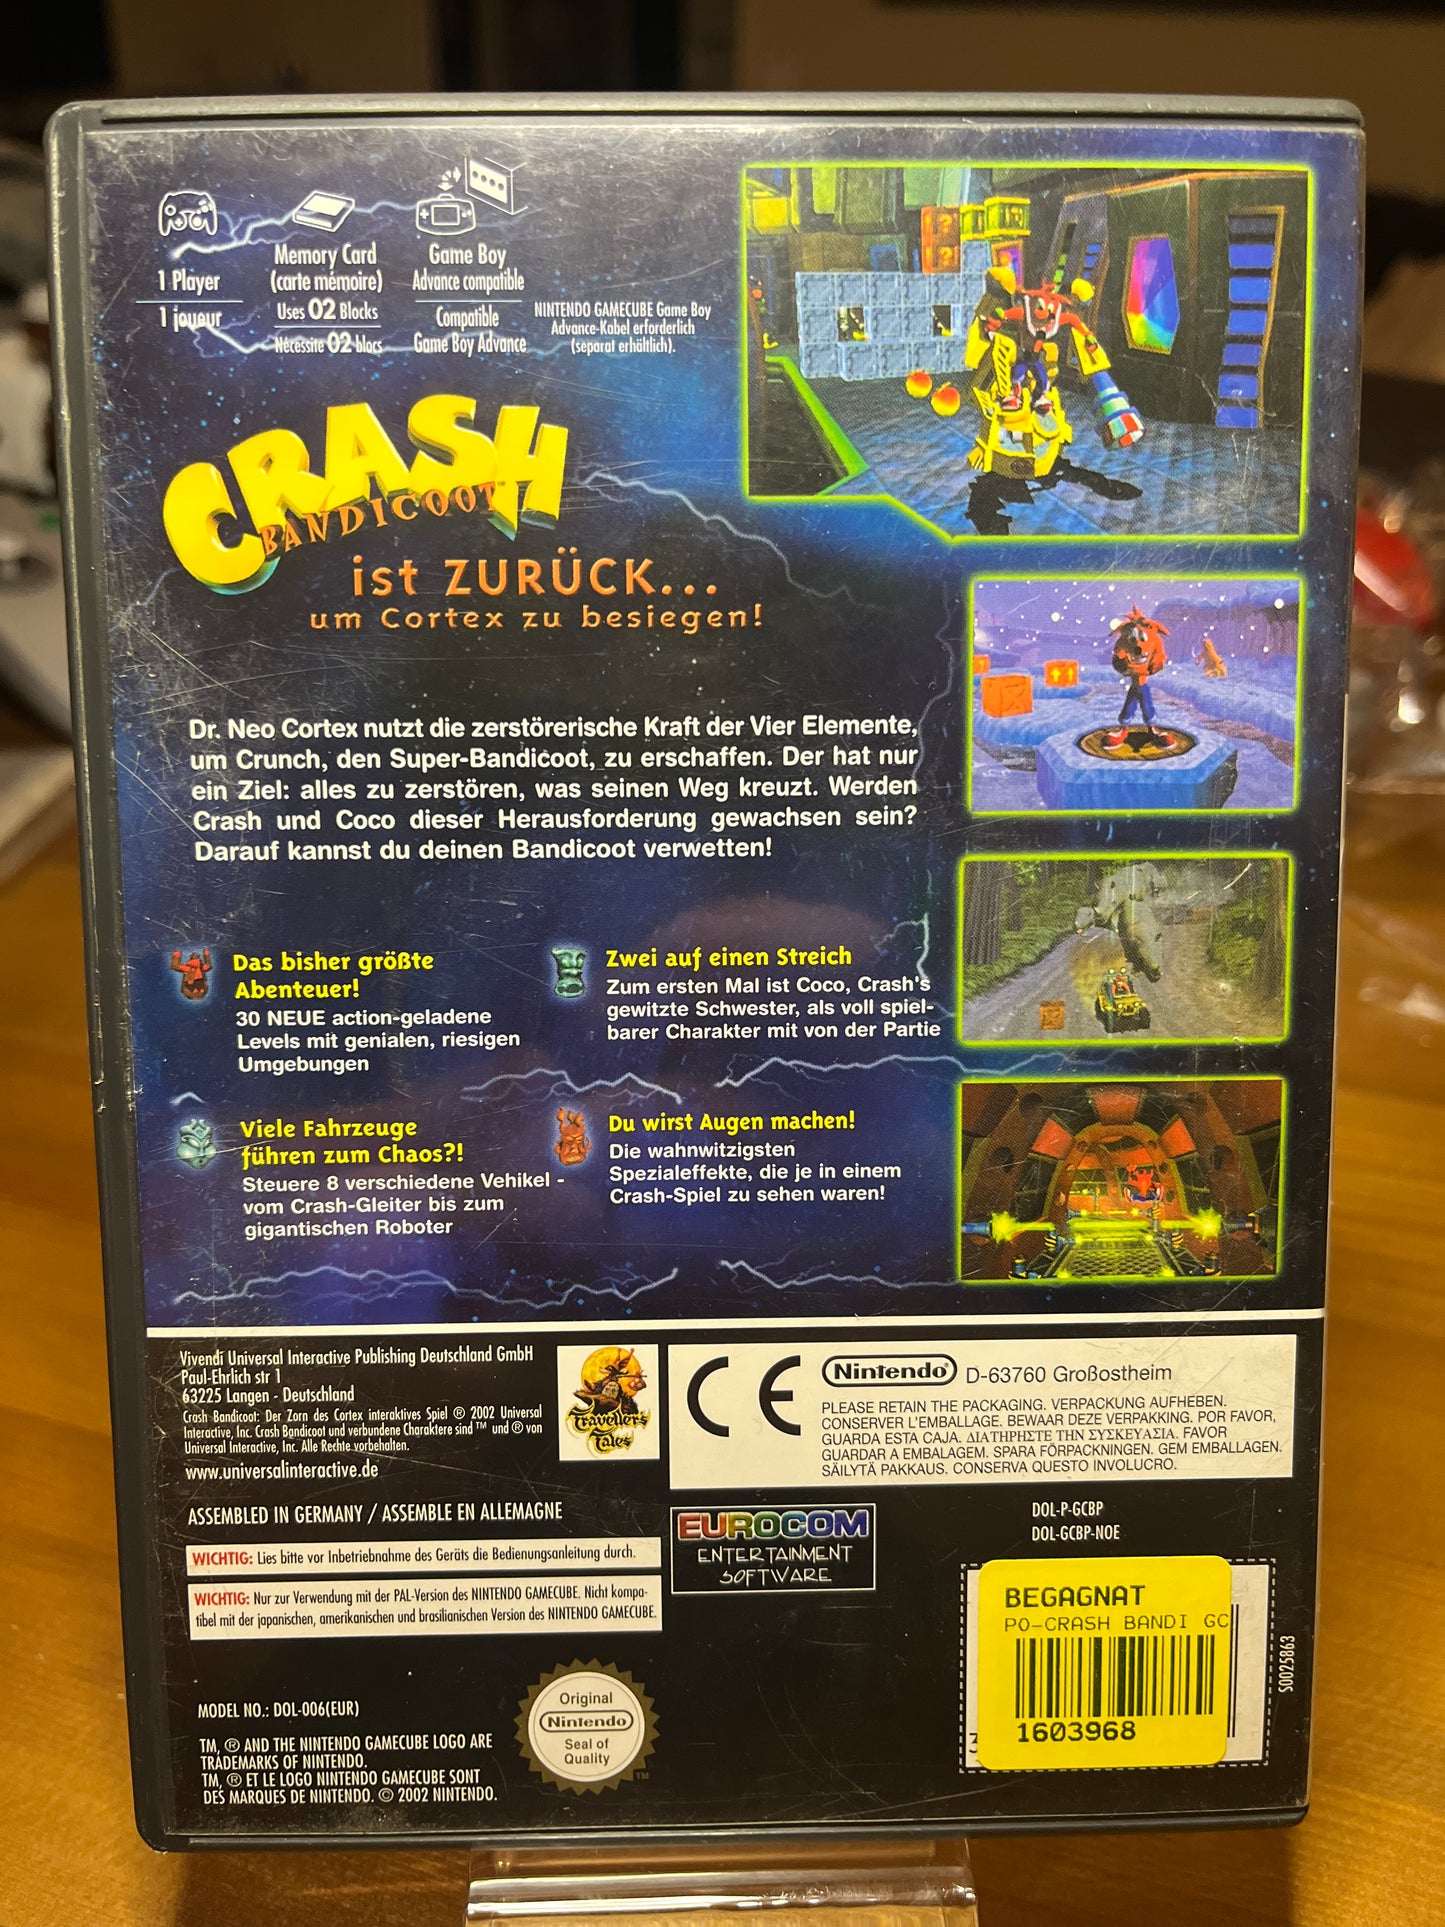 1 Player
1 joueur
Memory Card
(carte mémoire)
Uses 02 Blocks
Nécessite 02 blocs
Game Boy
Advance compatible
Compatible
Game Boy Advance
NINTENDO GAMECUBE Game Boy
Advance-Kabel erforderlich
(separat erhältlich).
CRASH
BANDICOOT™
ist ZURÜCK...
um Cortex zu besiegen!
Dr. Neo Cortex nutzt die zerstörerische Kraft der Vier Elemente,
um Crunch, den Super-Bandicoot, zu erschaffen. Der hat nur
ein Ziel: alles zu zerstören, was seinen Weg kreuzt. Werden
Crash und Coco dieser Herausforderung gewachsen sein?
Darauf kannst du deinen Bandicoot verwetten!
Das bisher größte
Abenteuer!
30 NEUE action-geladene
Levels mit genialen, riesigen
Umgebungen
Zwei auf einen Streich
Zum ersten Mal ist Coco, Crash's
gewitzte Schwester, als voll spiel-
barer Charakter mit von der Partie
Viele Fahrzeuge
führen zum Chaos?!
Steuere 8 verschiedene Vehikel -
vom Crash-Gleiter bis zum
gigantischen Roboter
Du wirst Augen machen!
Die wahnwitzigsten
Spezialeffekte, die je in einem
Crash-Spiel zu sehen waren!
Vivendi Universal Interactive Publishing Deutschland GmbH
Paul-Ehrlich str 1
63225 Langen - Deutschland
Crash Bandicoot: Der Zorn des Cortex interaktives Spiel ® 2002 Universal
Interactive, Inc. Crash Bandicoot und verbundene Charaktere sind ™ und ® von
Universal Interactive, Inc. Alle Rechte vorbehalten.
www.universalinteractive.de
Traveller's
Tales
CE
Nintendo® D-63760 Großostheim
PLEASE RETAIN THE PACKAGING. VERPACKUNG AUFHEBEN.
CONSERVER L'EMBALLAGE. BEWAAR DEZE VERPAKKING. POR FAVOR,
GUARDA ESTA CAJA. ΔΙΑΤΗΡΗΣΤΕ ΤΗΝ ΣΥΣΚΕΥΑΣΙΑ. FAVOR
GUARDAR A EMBALAGEM. SPARA FÖRPACKNINGEN. GEM EMBALLAGEN.
SÄILYTÄ PAKKAUS. CONSERVA QUESTO INVOLUCRO.
ASSEMBLED IN GERMANY / ASSEMBLE EN ALLEMAGNE
WICHTIG: Lies bitte vor Inbetriebnahme des Geräts die Bedienungsanleitung durch.
WICHTIG: Nur zur Verwendung mit der PAL-Version des NINTENDO GAMECUBE. Nicht kompa-
tibel mit der japanischen, amerikanischen und brasilianischen Version des NINTENDO GAMECUBE.
EUROCOM
ENTERTAINMENT
SOFTWARE
DOL-P-GCBP
DOL-GCBP-NOE
BEGAGNAT
PO-CRASH BANDI GC
1603968
3
S0025863
MODEL NO.: DOL-006(EUR)
TM, ® AND THE NINTENDO GAMECUBE LOGO ARE
TRADEMARKS OF NINTENDO.
TM, ® ET LE LOGO NINTENDO GAMECUBE SONT
DES MARQUES DE NINTENDO. © 2002 NINTENDO.
Original
Nintendo
Seal of
Quality
TM